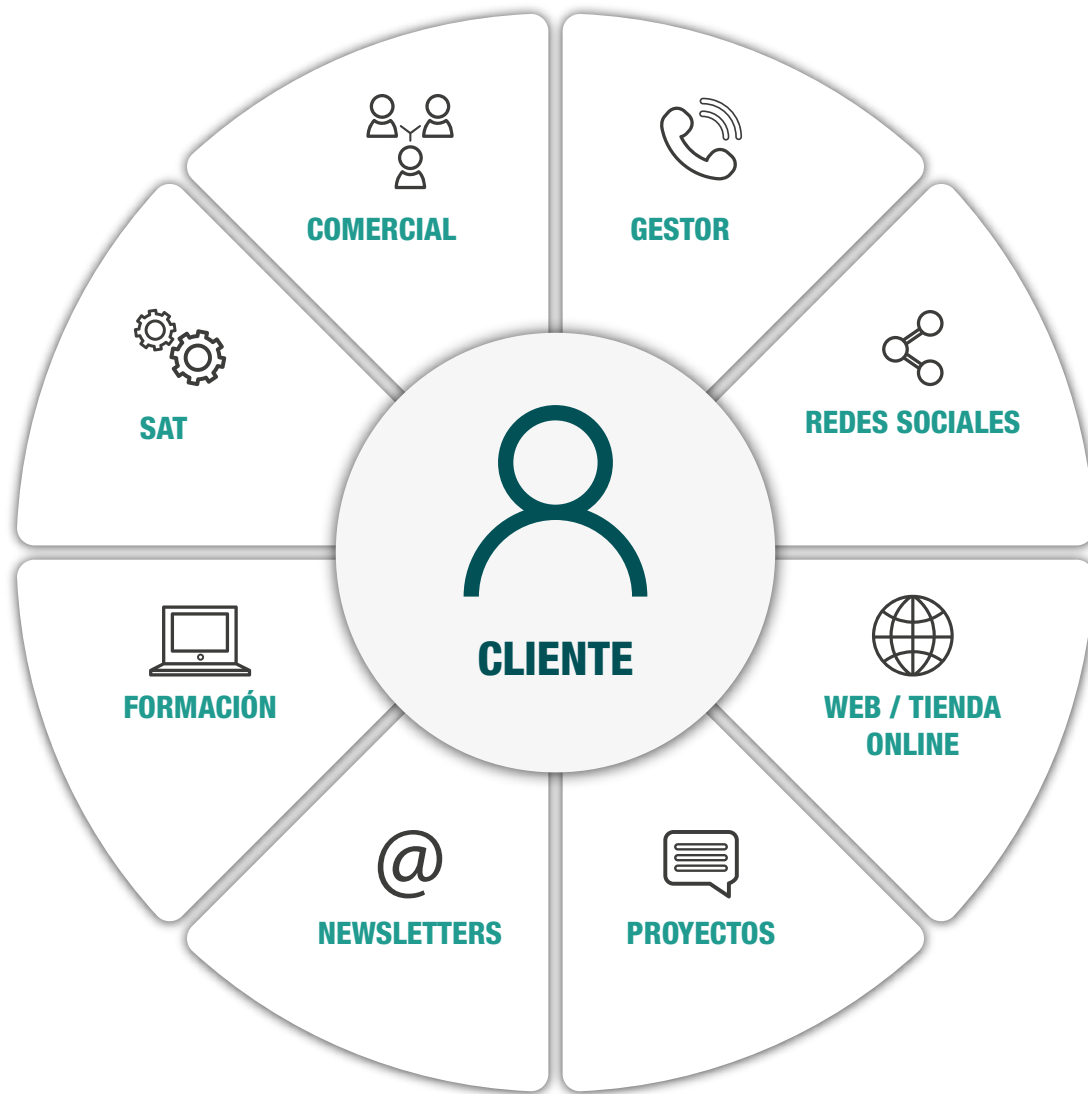 COMERCIAL
GESTOR
SAT
REDES SOCIALES
CLIENTE
FORMACIÓN
WEB / TIENDA
ONLINE
@
NEWSLETTERS
PROYECTOS